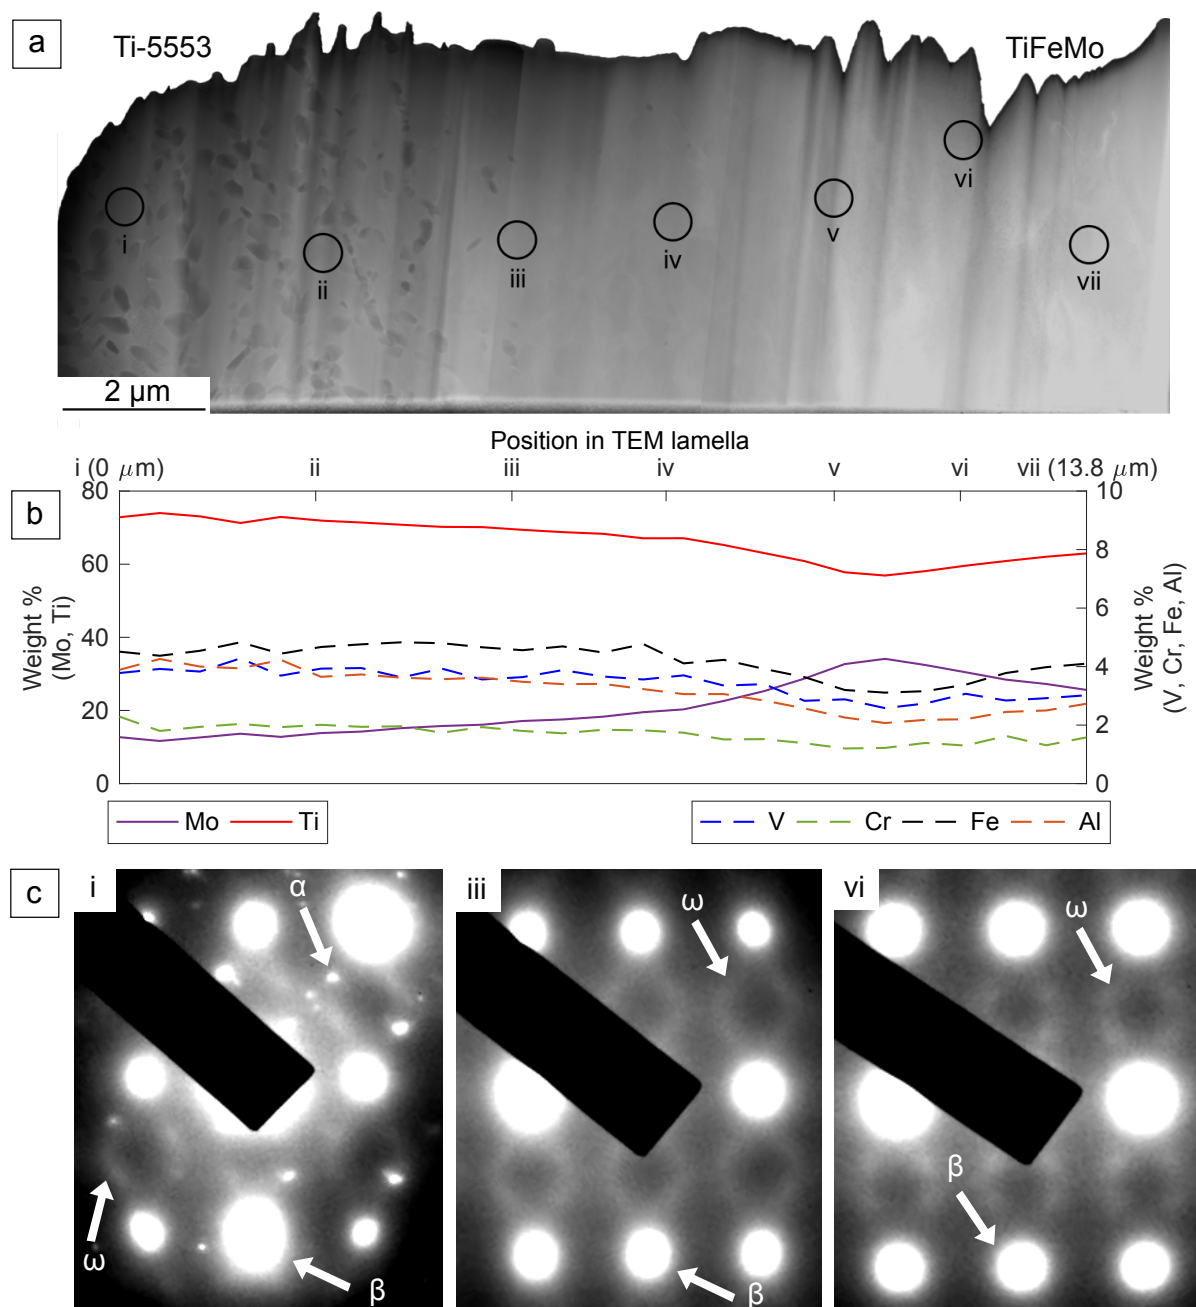 a
Ti-5553
TiFeMo
i
ii
iii
iv
v
vi
vii
2 μm
Position in TEM lamella
i (0 μm) ii iii iv v vi vii (13.8 μm)
b
80
60
40
20
0
Weight %
(Mo, Ti)
10
8
6
4
2
0
Weight %
(V, Cr, Fe, Al)
Mo Ti
V Cr Fe Al
c
i
α
ω
β
iii
ω
β
vi
ω
β